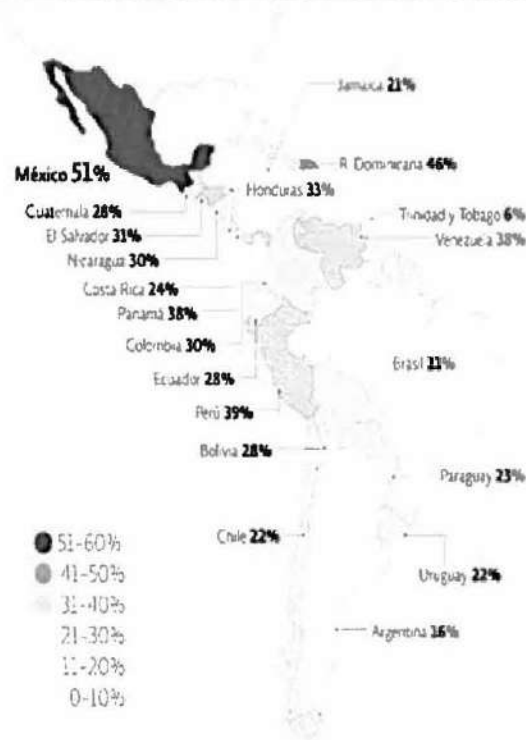 Jamaica 21%
R. Dominicana 46%
México 51%
Honduras 33%
Guatemala 28%
Trinidad y Tobago 6%
El Salvador 31%
Venezuela 38%
Nicaragua 30%
Costa Rica 24%
Panamá 38%
Colombia 30%
Brasil 11%
Ecuador 28%
Perú 39%
Bolivia 28%
Paraguay 23%
Chile 22%
51-60%
41-50%
Uruguay 22%
31-40%
21-30%
Argentina 16%
11-20%
0-10%